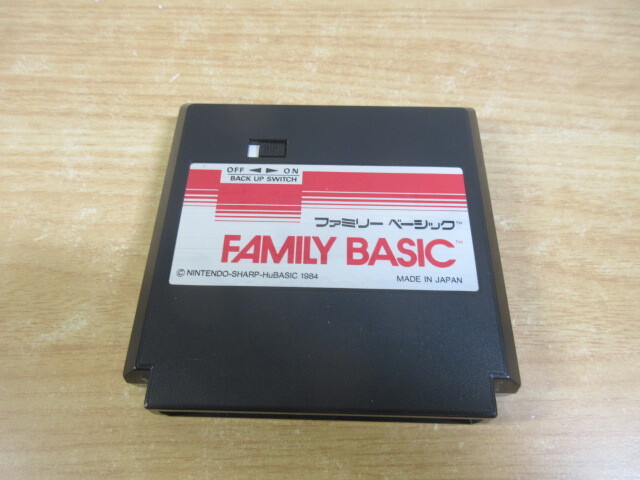 OFF ◄ ► ON
BACK UP SWITCH
ファミリー ベーシック™
FAMILY BASIC™
© NINTENDO-SHARP-HuBASIC 1984
MADE IN JAPAN